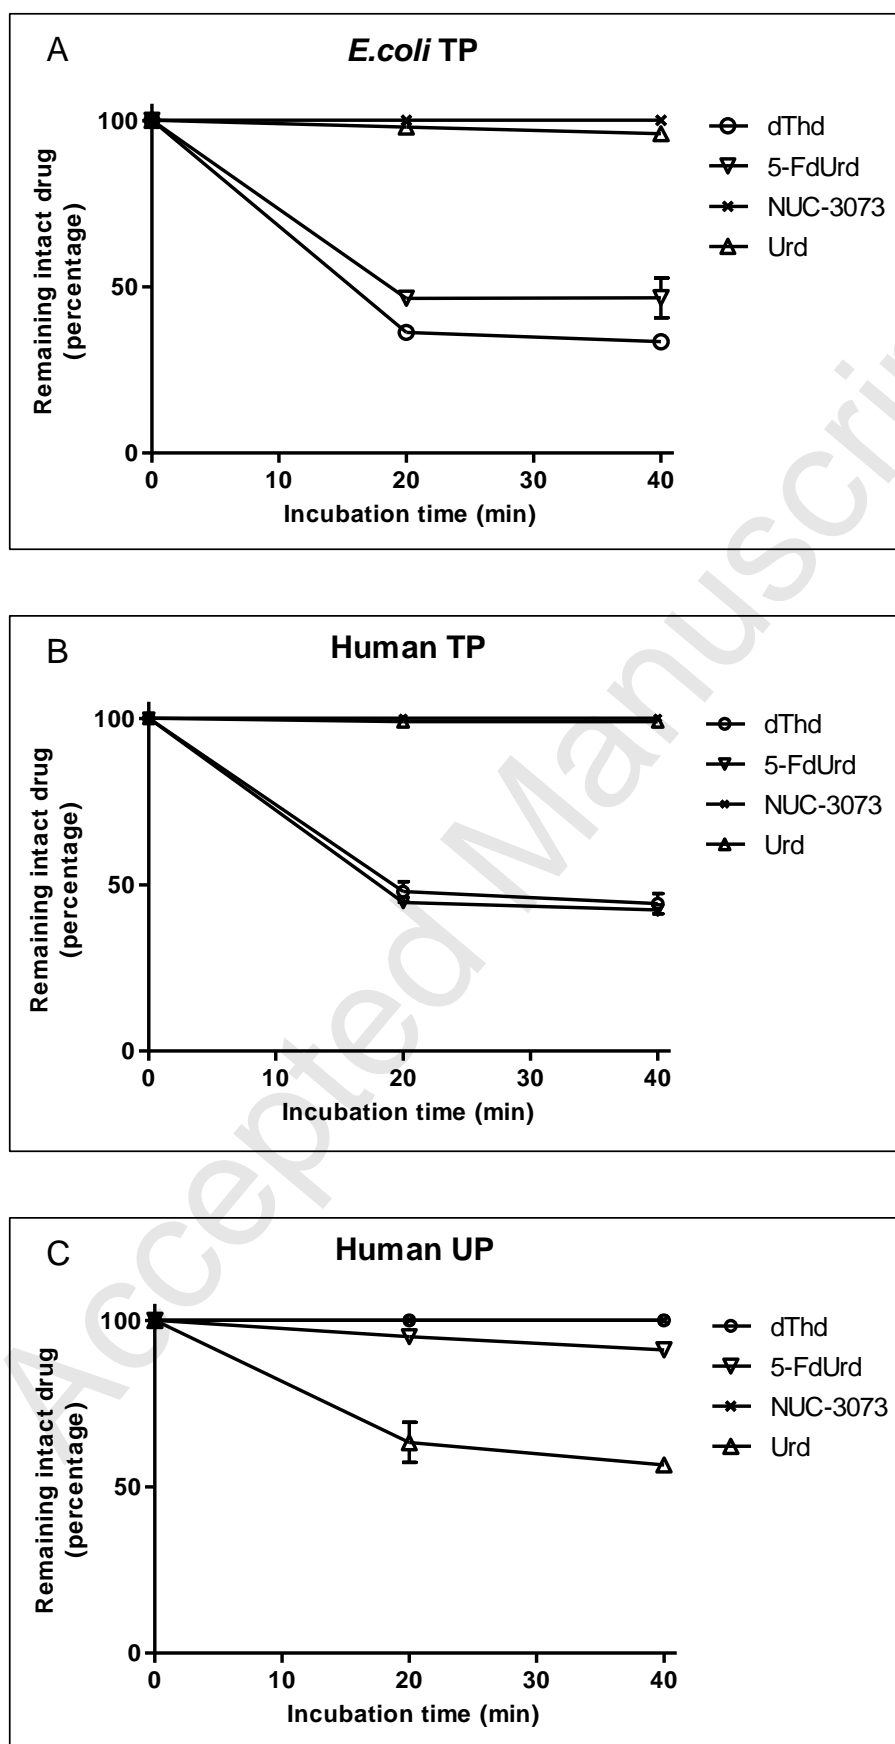 A
E.coli TP
100
50
0
0 10 20 30 40
Remaining intact drug
(percentage)
Incubation time (min)
dThd
5-FdUrd
NUC-3073
Urd
B
Human TP
100
50
0
0 10 20 30 40
Remaining intact drug
(percentage)
Incubation time (min)
dThd
5-FdUrd
NUC-3073
Urd
C
Human UP
100
50
0
0 10 20 30 40
Remaining intact drug
(percentage)
Incubation time (min)
dThd
5-FdUrd
NUC-3073
Urd
Accepted Manuscrip